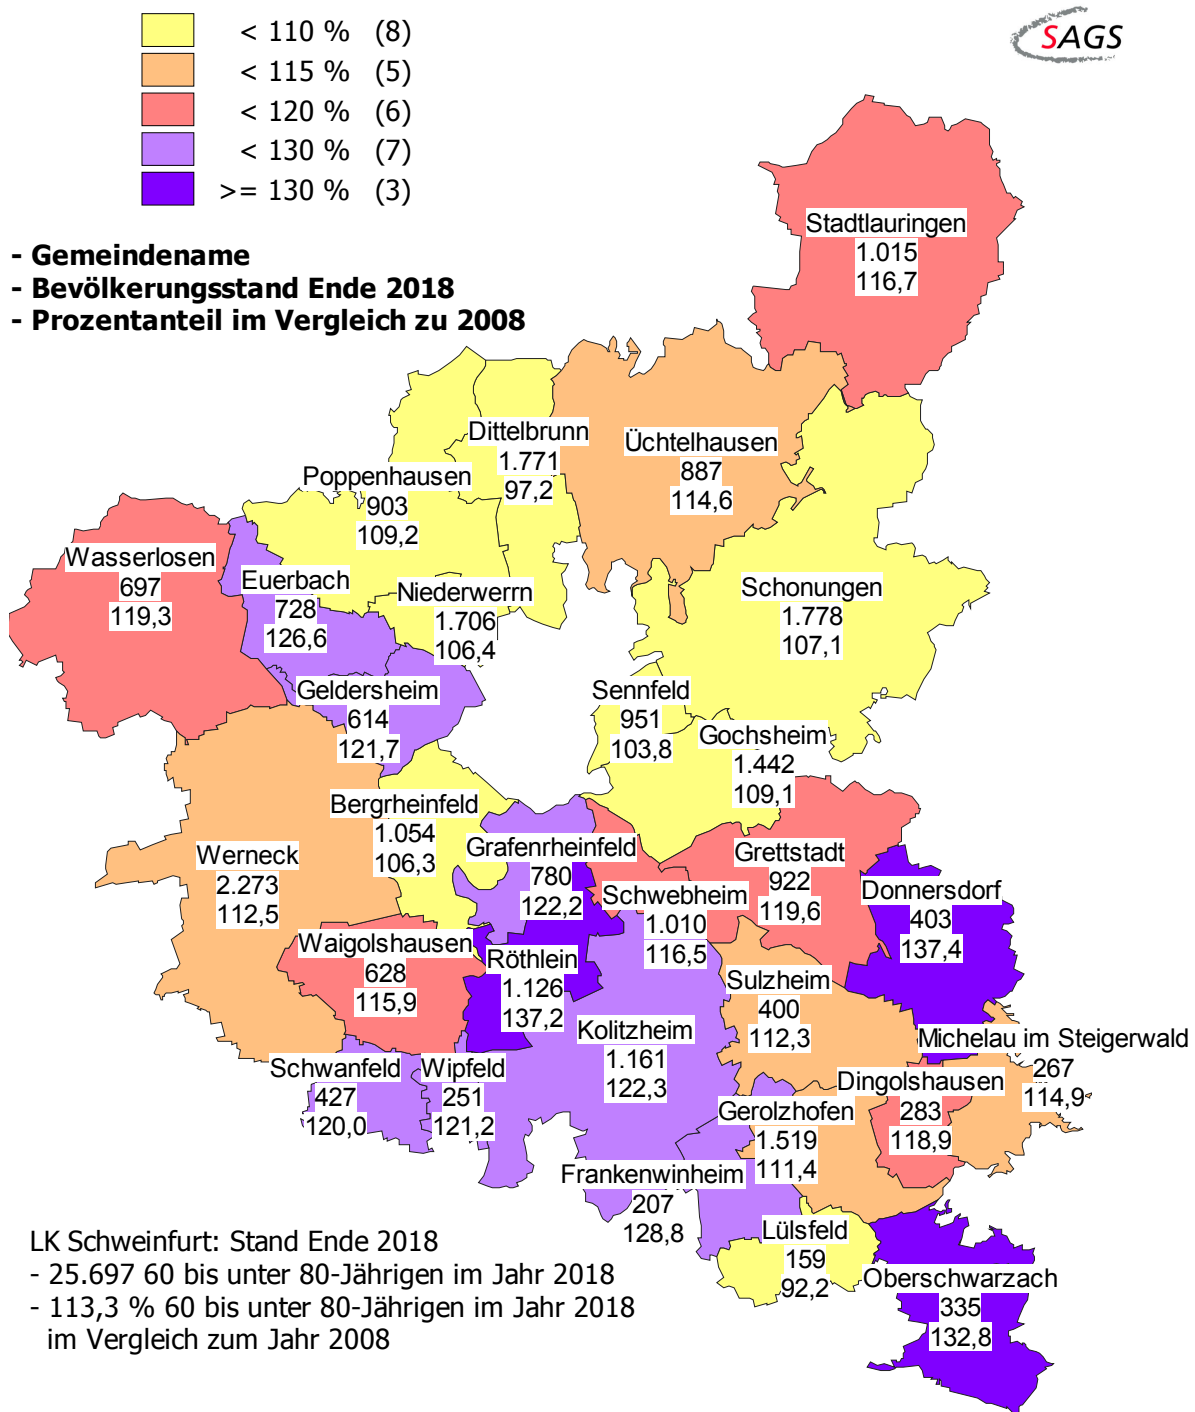 < 110 % (8)
< 115 % (5)
< 120 % (6)
< 130 % (7)
>= 130 % (3)
SAGS
- Gemeindename
- Bevölkerungsstand Ende 2018
- Prozentanteil im Vergleich zu 2008
Stadtlauringen
1.015
116,7
Dittelbrunn
1.771
97,2
Üchtelhausen
887
114,6
Poppenhausen
903
109,2
Wasserlosen
697
119,3
Euerbach
728
126,6
Niederwerrn
1.706
106,4
Schonungen
1.778
107,1
Geldersheim
614
121,7
Sennfeld
951
103,8
Gochsheim
1.442
109,1
Bergrheinfeld
1.054
106,3
Werneck
2.273
112,5
Grafenrheinfeld
780
122,2
Grettstadt
922
119,6
Schwebheim
1.010
116,5
Donnersdorf
403
137,4
Waigolshausen
628
115,9
Röthlein
1.126
137,2
Sulzheim
400
112,3
Kolitzheim
1.161
122,3
Michelau im Steigerwald
267
114,9
Schwanfeld
427
120,0
Wipfeld
251
121,2
Dingolshausen
283
118,9
Gerolzhofen
1.519
111,4
Frankenwinheim
207
128,8
Lülsfeld
159
92,2
Oberschwarzach
335
132,8
LK Schweinfurt: Stand Ende 2018
- 25.697 60 bis unter 80-Jährigen im Jahr 2018
- 113,3 % 60 bis unter 80-Jährigen im Jahr 2018
im Vergleich zum Jahr 2008